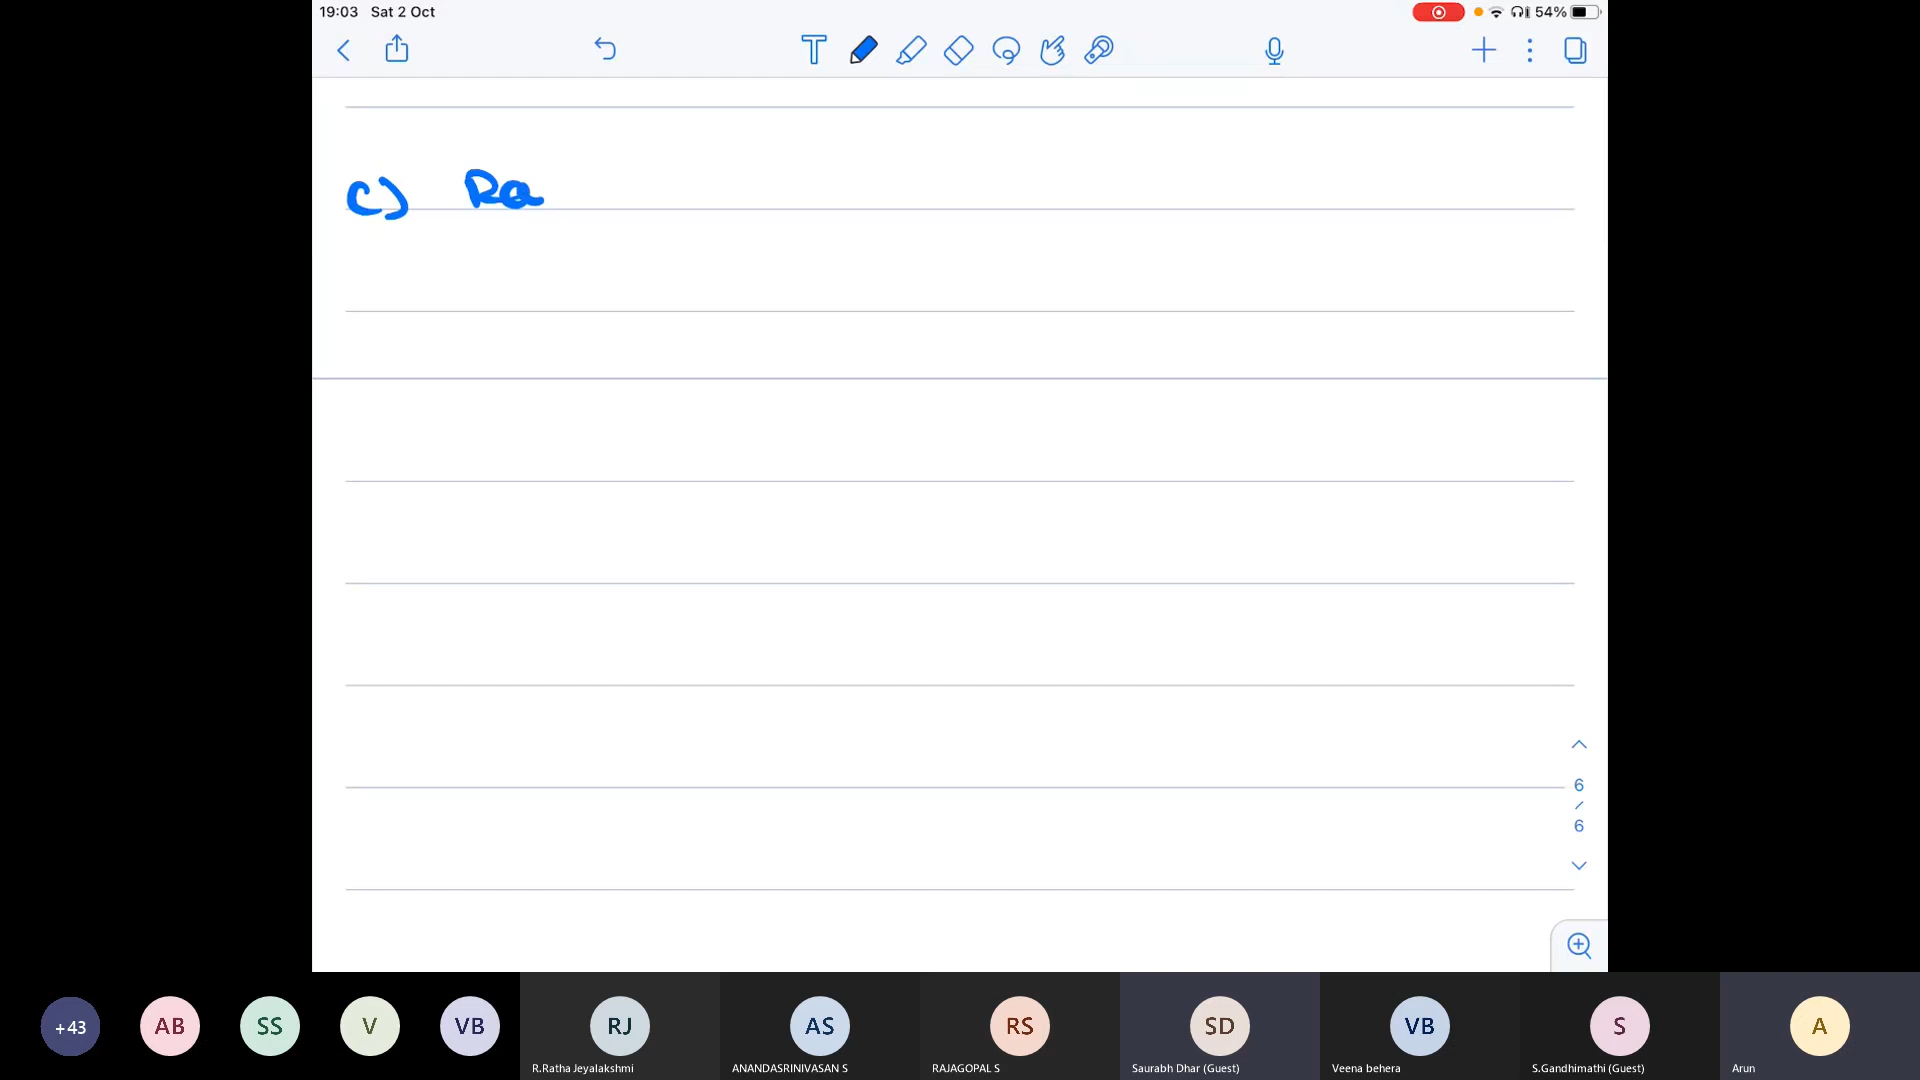 19:03 Sat 2 Oct 54%
T
C) Ra
6
6
+43 AB SS V VB RJ AS RS SD VB S A
R.Ratha Jeyalakshmi ANANDASRINIVASAN S RAJAGOPAL S Saurabh Dhar (Guest) Veena behera S.Gandhimathi (Guest) Arun